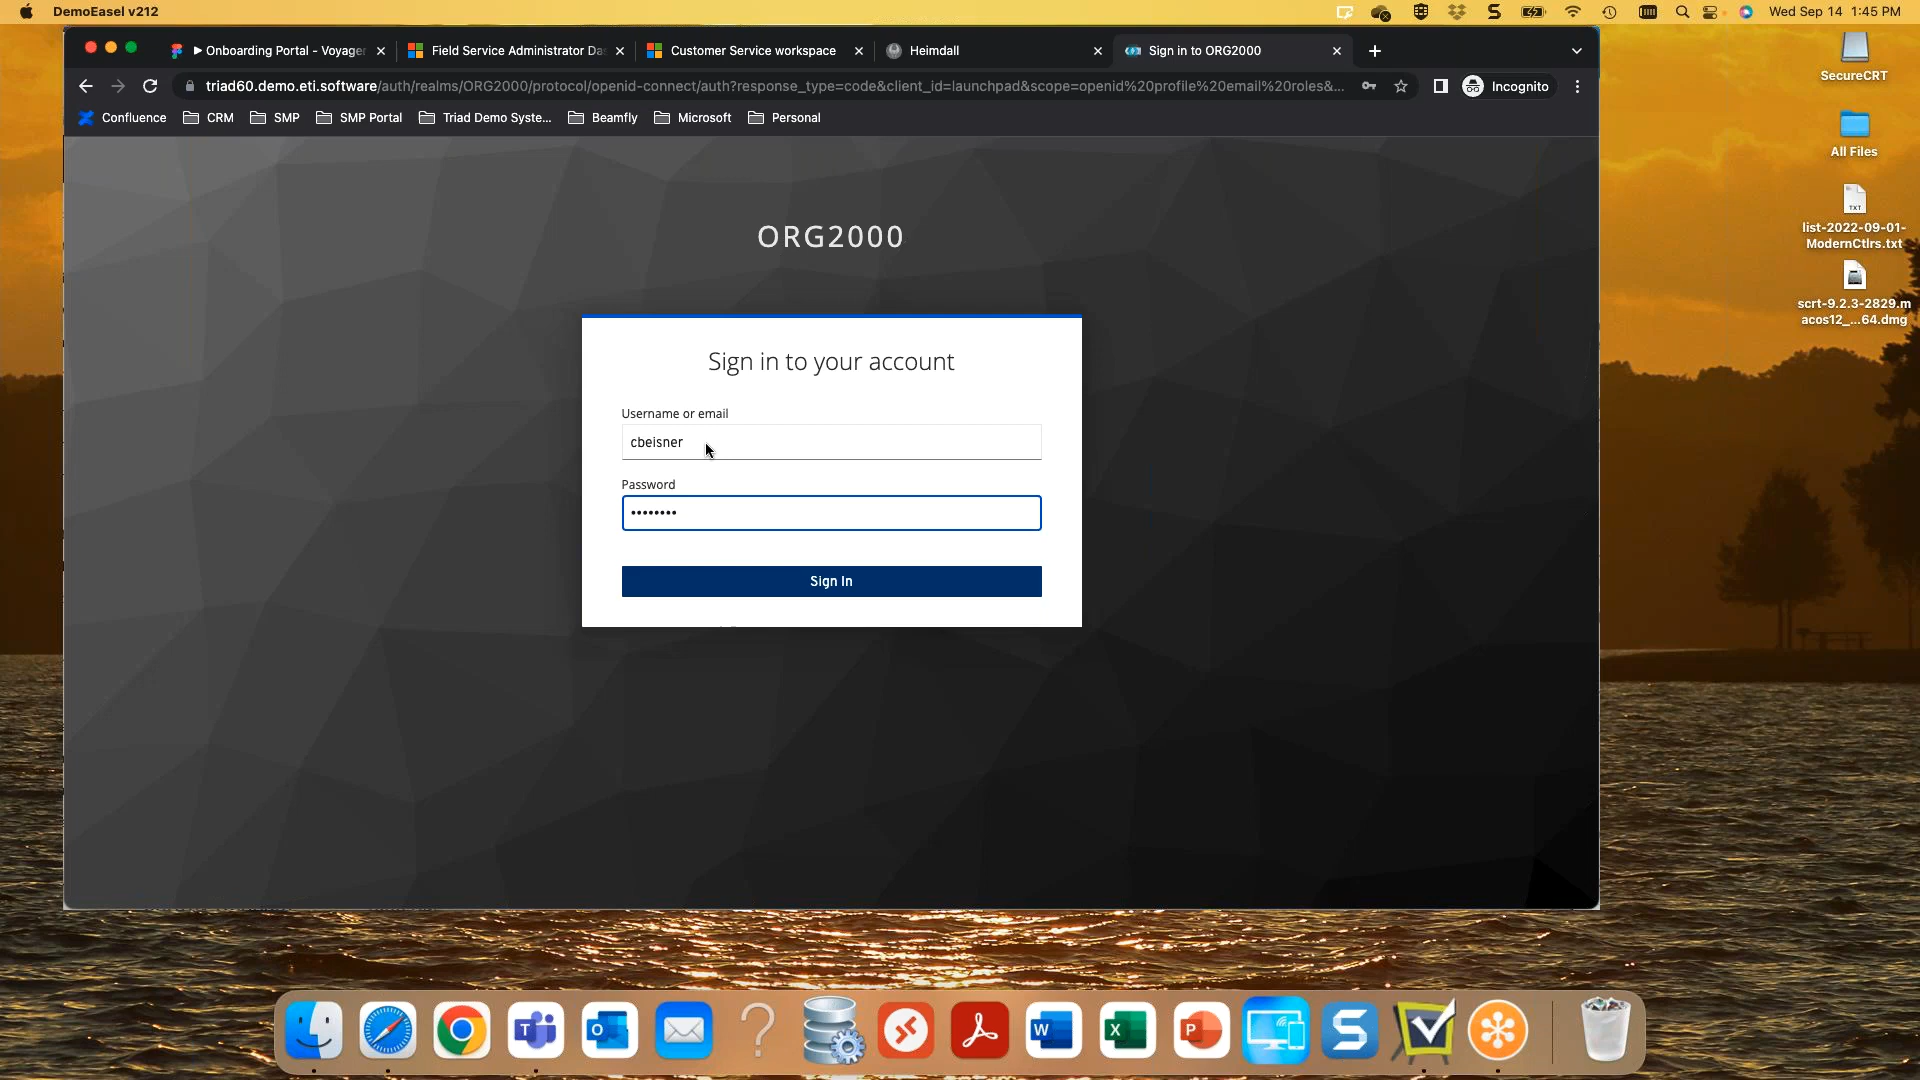 DemoEasel v212
Wed Sep 14 1:45 PM
Onboarding Portal - Voyager
Field Service Administrator Da
Customer Service workspace
Heimdall
Sign in to ORG2000
triad60.demo.eti.software/auth/realms/ORG2000/protocol/openid-connect/auth?response_type=code&client_id=launchpad&scope=openid%20profile%20email%20roles&...
Incognito
Confluence
CRM
SMP
SMP Portal
Triad Demo Syste...
Beamfly
Microsoft
Personal
ORG2000
Sign in to your account
Username or email
cbeisner
Password
••••••••
Sign In
SecureCRT
All Files
TXT
list-2022-09-01-
ModernCtlrs.txt
scrt-9.2.3-2829.m
acos12_...64.dmg